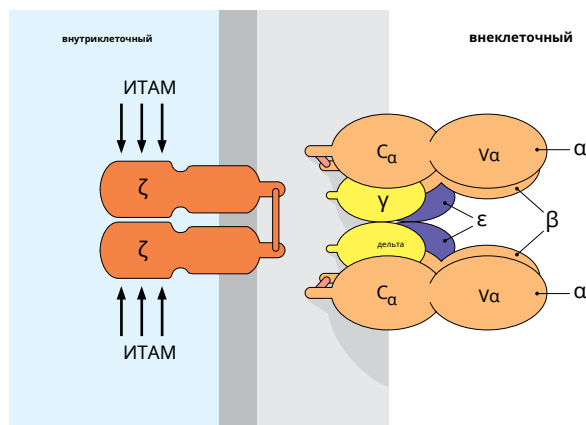 внутриклеточный
внеклеточный
ИТАМ
Cα
Vα
α
ζ
γ
ε
β
ζ
дельта
Cα
Vα
α
ИТАМ